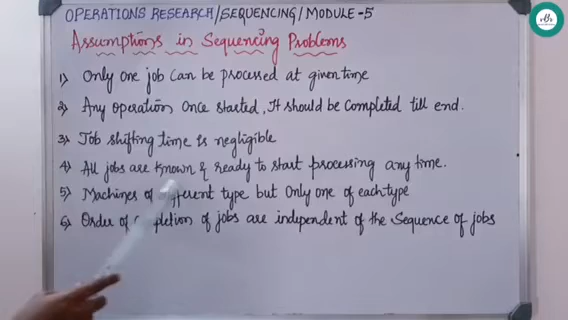 OPERATIONS RESEARCH/SEQUENCING/MODULE-5
Assumptions in Sequencing Problems
1) Only one job can be processed at given time
2) Any operation once started, It should be completed till end.
3) Job shifting time is negligible
4) All jobs are known & ready to start processing any time.
5) Machines of different type but Only one of each type
6) Order of completion of jobs are independent of the Sequence of jobs